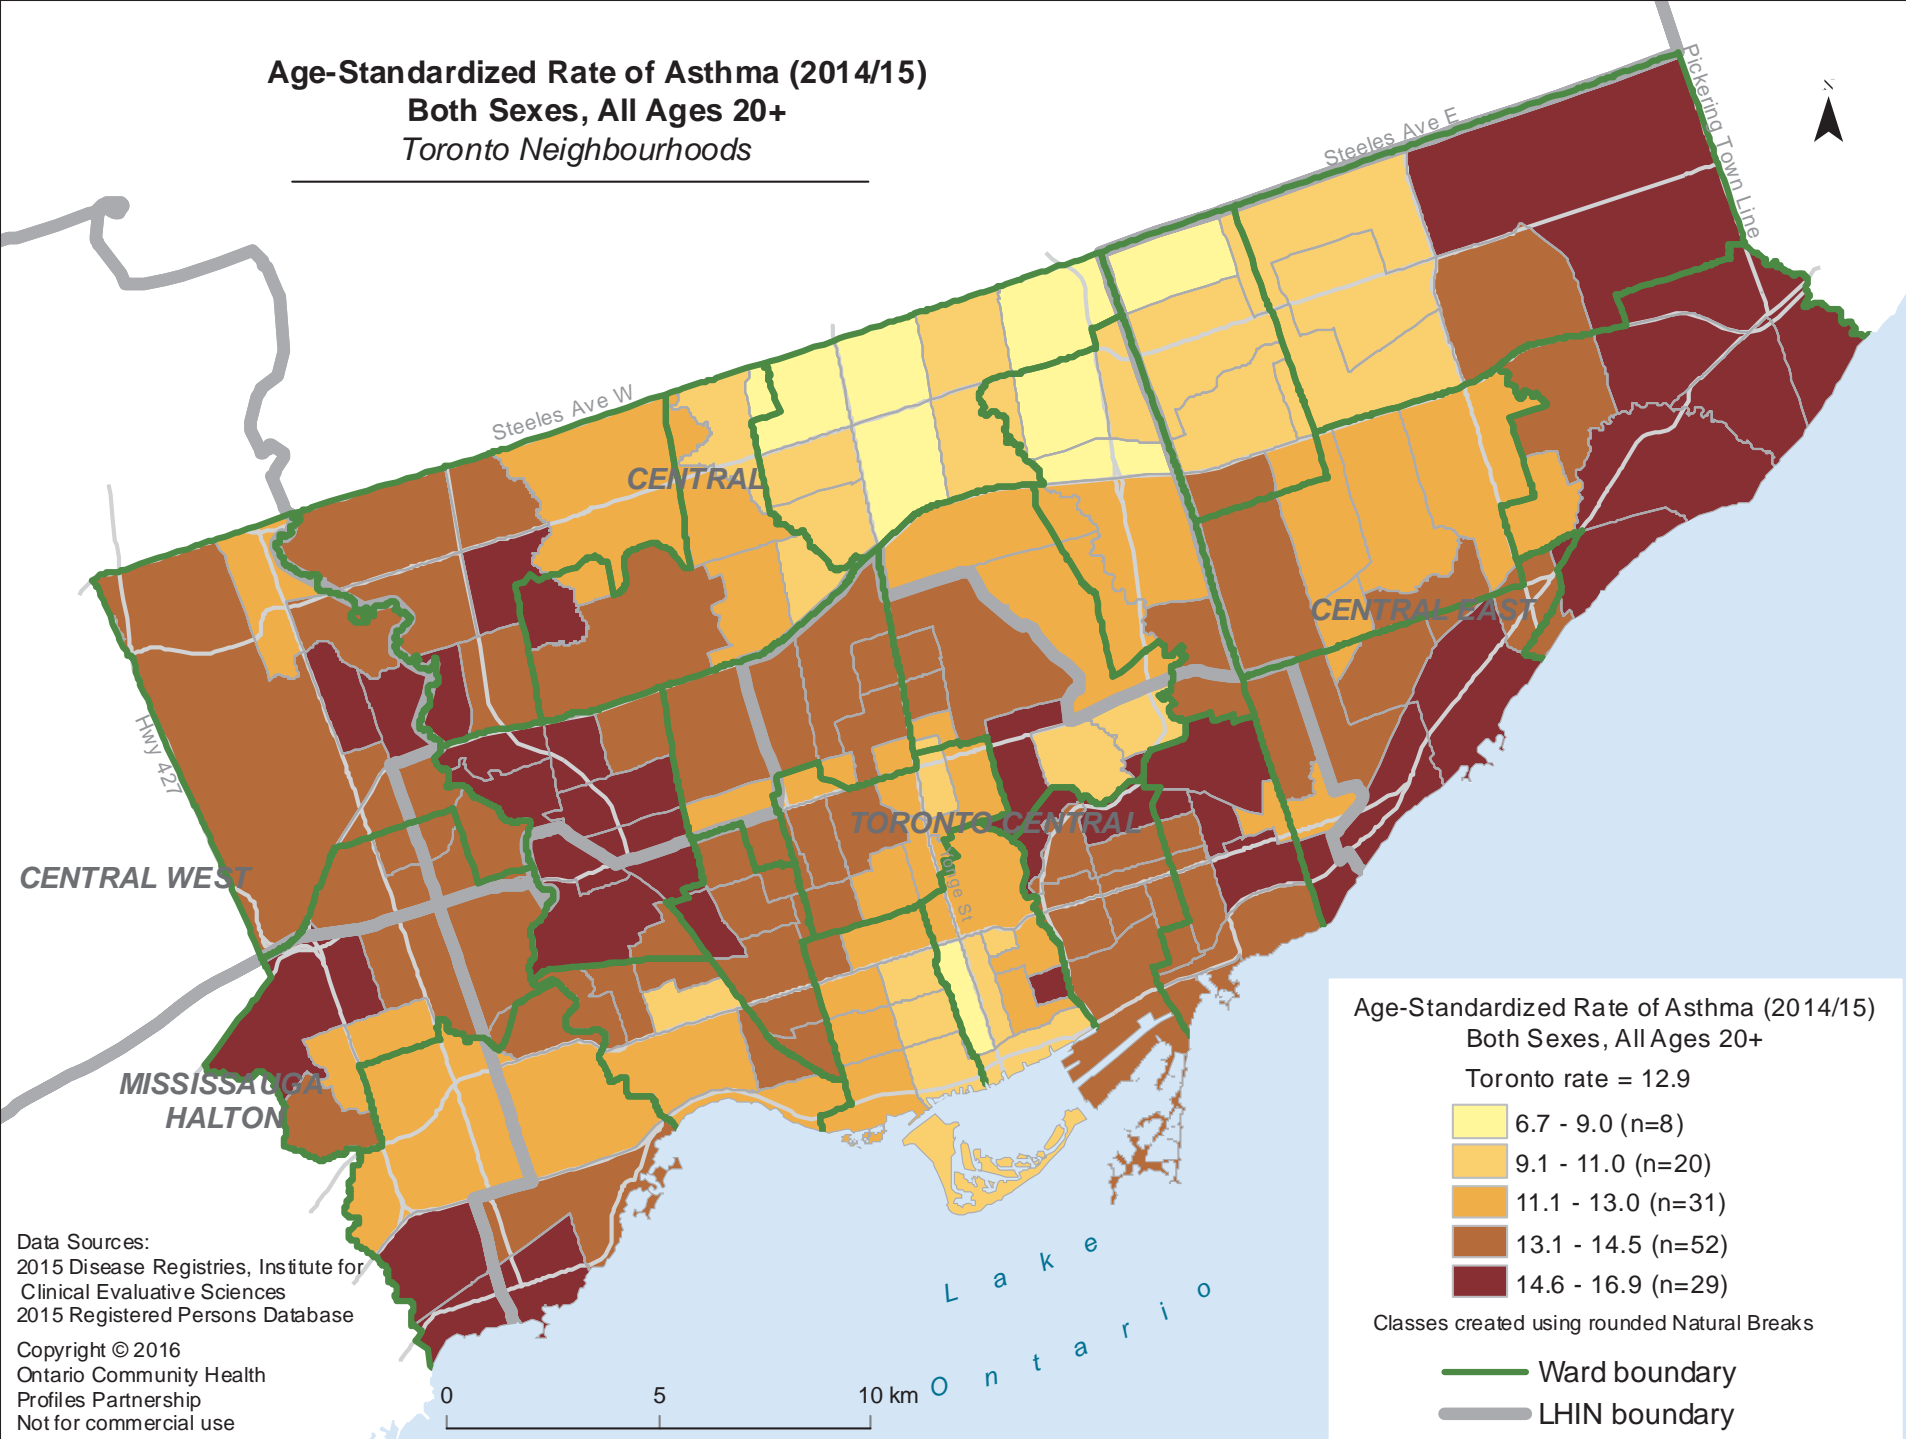 Age-Standardized Rate of Asthma (2014/15)
Both Sexes, All Ages 20+
Toronto Neighbourhoods
N
Pickering Town Line
Steeles Ave E
Steeles Ave W
CENTRAL
CENTRAL EAST
Hwy 427
TORONTO CENTRAL
CENTRAL WEST
Yonge St
MISSISSAUGA
HALTON
Lake
Ontario
Age-Standardized Rate of Asthma (2014/15)
Both Sexes, All Ages 20+
Toronto rate = 12.9
6.7 - 9.0 (n=8)
9.1 - 11.0 (n=20)
11.1 - 13.0 (n=31)
13.1 - 14.5 (n=52)
14.6 - 16.9 (n=29)
Classes created using rounded Natural Breaks
Ward boundary
LHIN boundary
Data Sources:
2015 Disease Registries, Institute for
Clinical Evaluative Sciences
2015 Registered Persons Database
Copyright © 2016
Ontario Community Health
Profiles Partnership
Not for commercial use
0 5 10 km